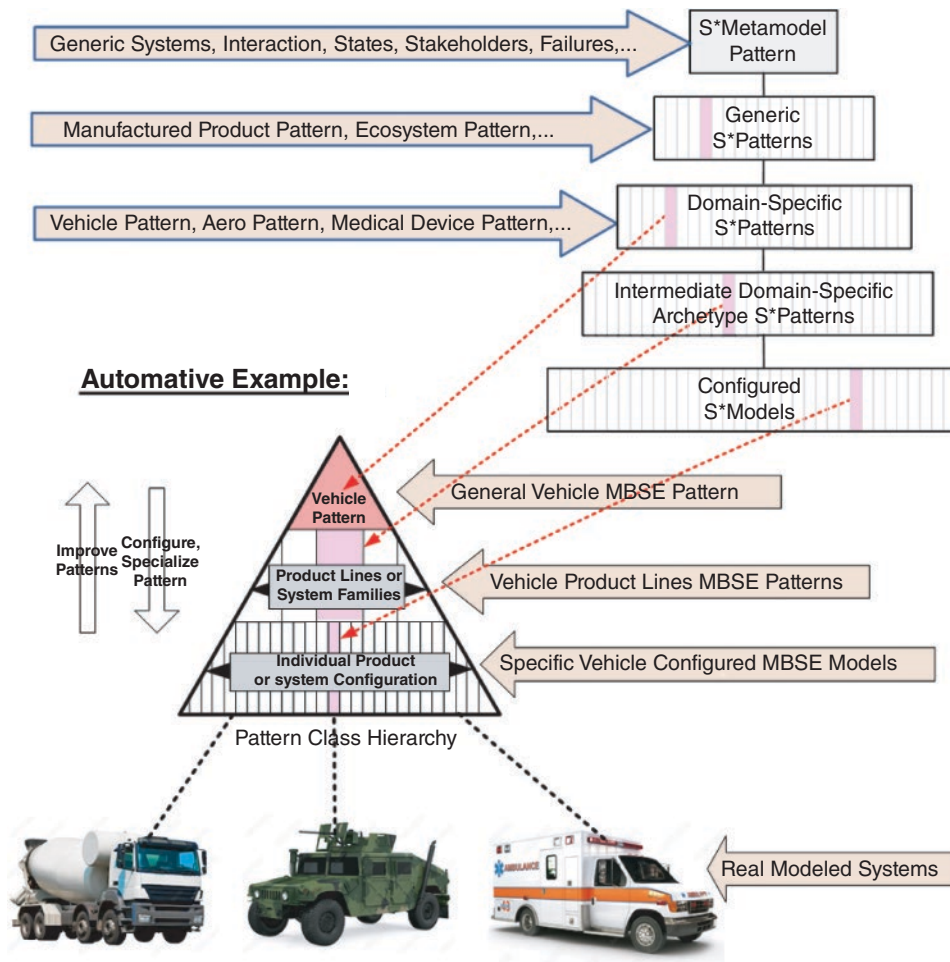 Generic Systems, Interaction, States, Stakeholders, Failures,...
S*Metamodel
Pattern
Manufactured Product Pattern, Ecosystem Pattern,...
Generic
S*Patterns
Vehicle Pattern, Aero Pattern, Medical Device Pattern,...
Domain-Specific
S*Patterns
Intermediate Domain-Specific
Archetype S*Patterns
Automative Example:
Configured
S*Models
Vehicle
Pattern
General Vehicle MBSE Pattern
Improve
Patterns
Configure,
Specialize
Pattern
Product Lines or
System Families
Vehicle Product Lines MBSE Patterns
Individual Product
or system Configuration
Specific Vehicle Configured MBSE Models
Pattern Class Hierarchy
AMBULANCE
Real Modeled Systems